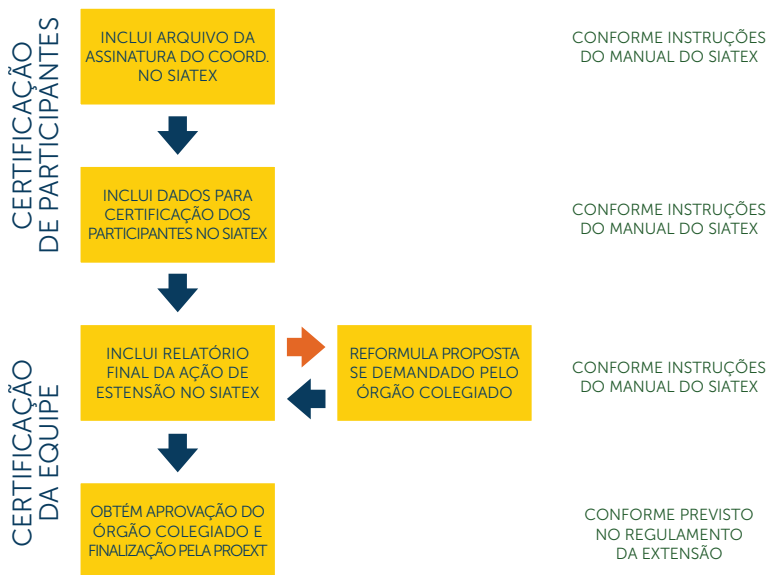 CERTIFICAÇÃO
DE PARTICIPANTES
INCLUI ARQUIVO DA
ASSINATURA DO COORD.
NO SIATEX
CONFORME INSTRUÇÕES
DO MANUAL DO SIATEX
INCLUI DADOS PARA
CERTIFICAÇÃO DOS
PARTICIPANTES NO SIATEX
CONFORME INSTRUÇÕES
DO MANUAL DO SIATEX
CERTIFICAÇÃO
DA EQUIPE
INCLUI RELATÓRIO
FINAL DA AÇÃO DE
ESTENSÃO NO SIATEX
REFORMULA PROPOSTA
SE DEMANDADO PELO
ÓRGÃO COLEGIADO
CONFORME INSTRUÇÕES
DO MANUAL DO SIATEX
OBTÉM APROVAÇÃO DO
ÓRGÃO COLEGIADO E
FINALIZAÇÃO PELA PROEXT
CONFORME PREVISTO
NO REGULAMENTO
DA EXTENSÃO